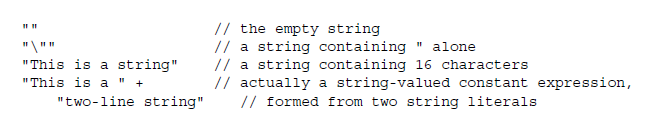 "" // the empty string
"\"" // a string containing " alone
"This is a string" // a string containing 16 characters
"This is a " + // actually a string-valued constant expression,
"two-line string" // formed from two string literals